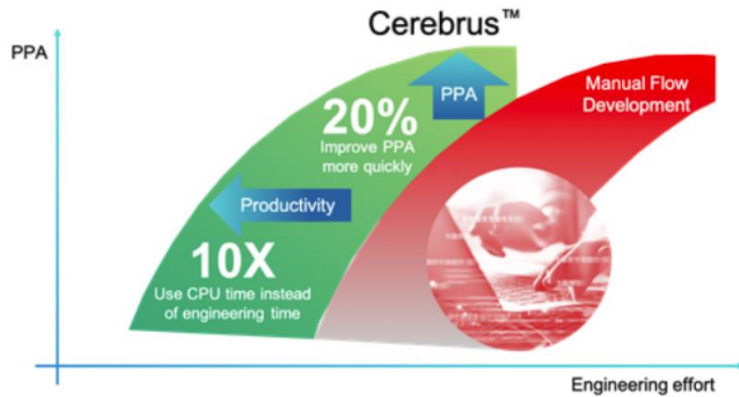 Cerebrus™
PPA
Manual Flow
Development
PPA
20%
Improve PPA
more quickly
Productivity
10X
Use CPU time instead
of engineering time
Engineering effort